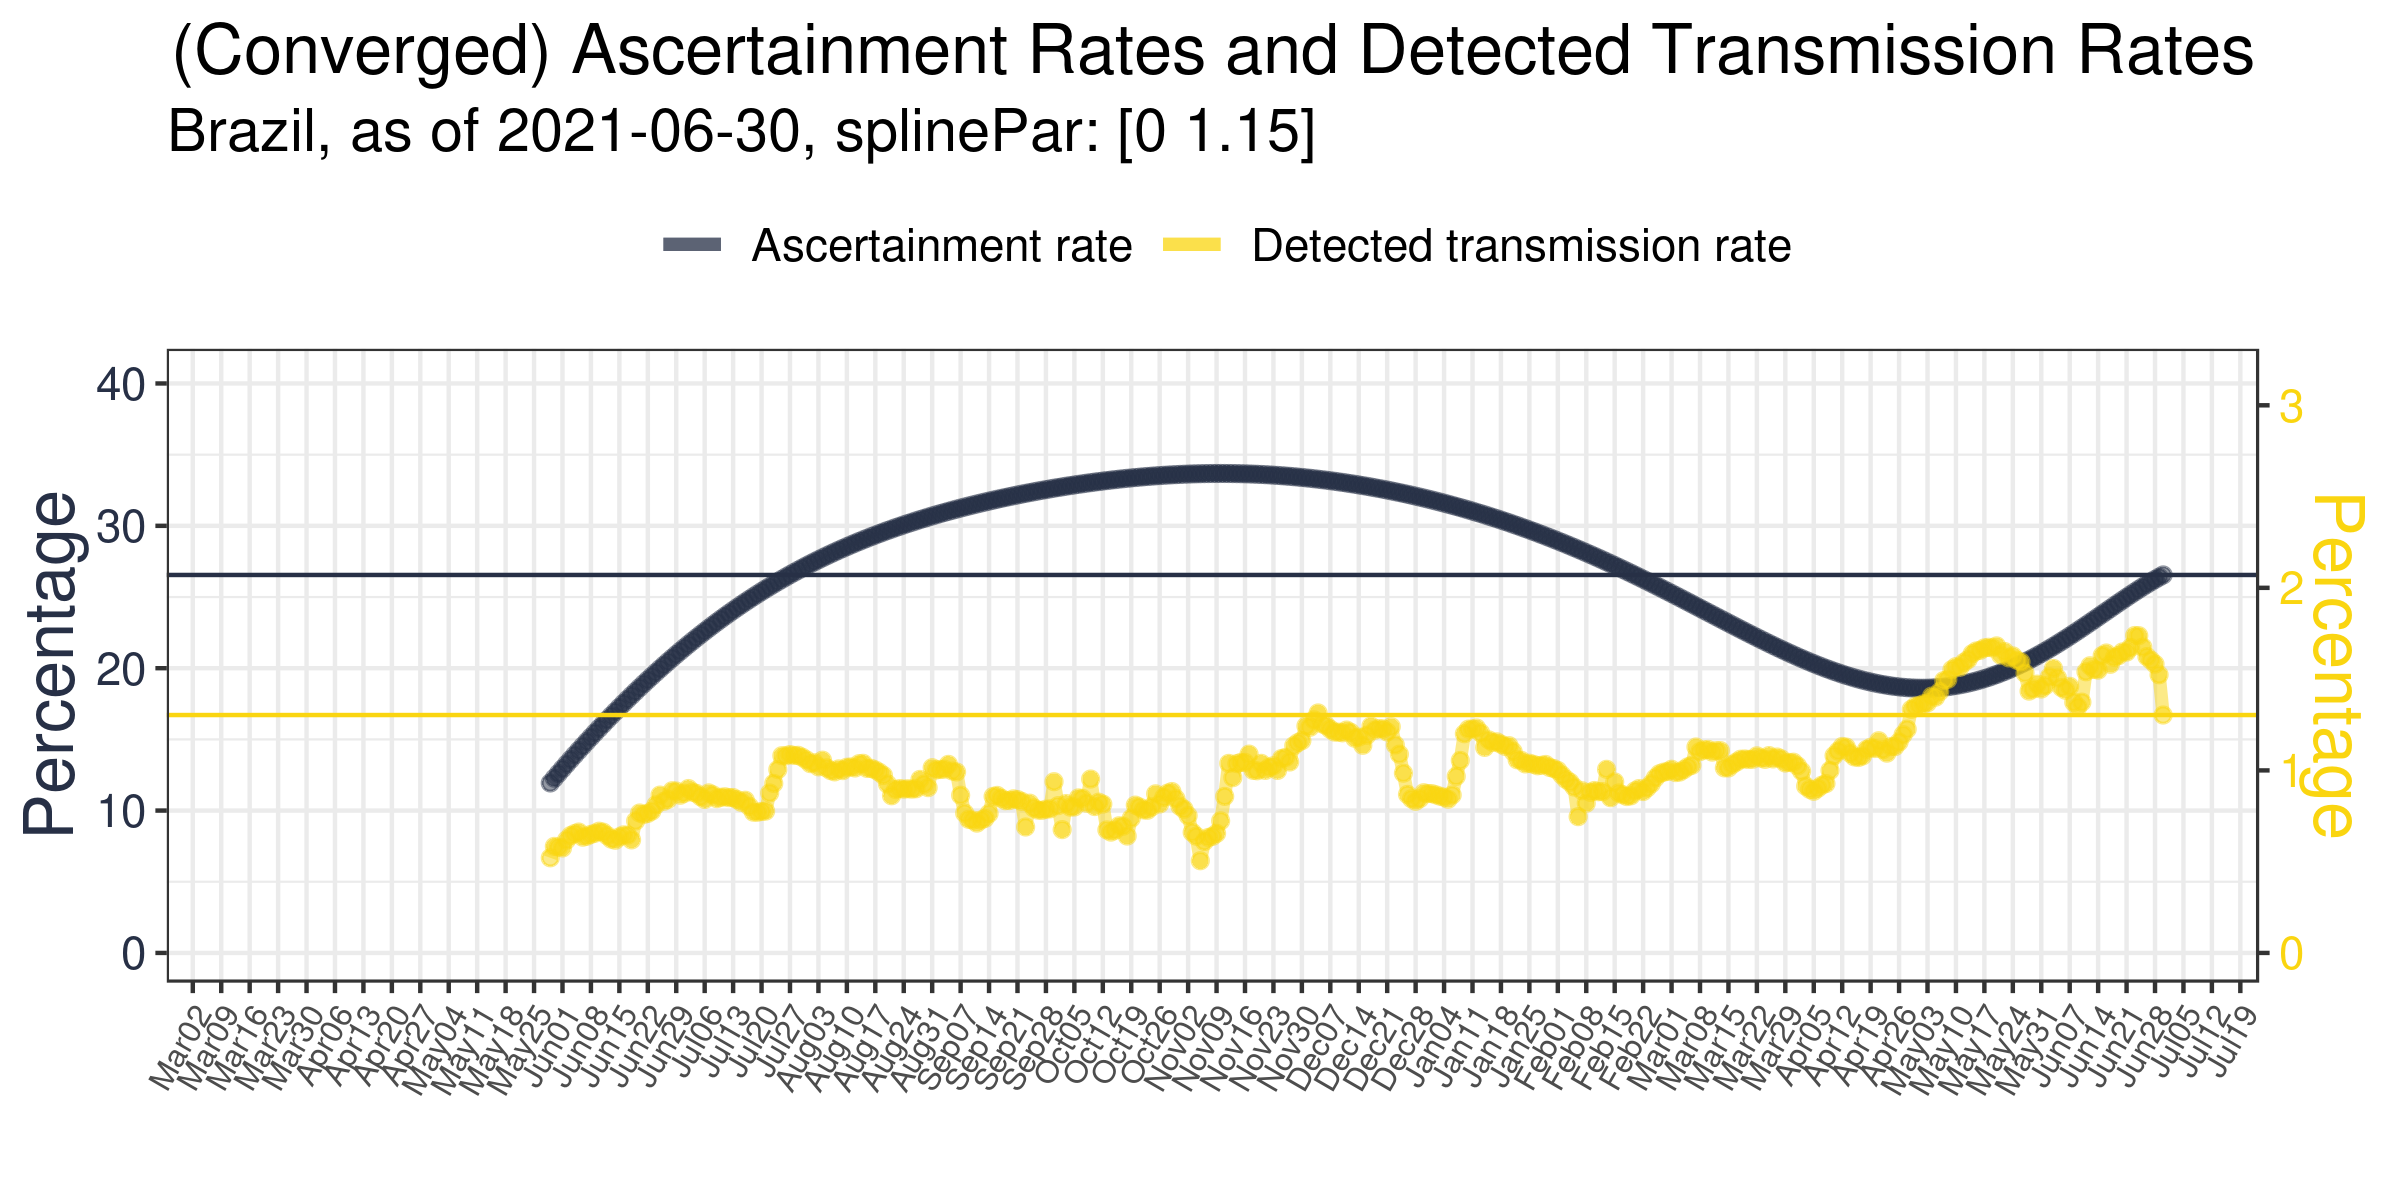 (Converged) Ascertainment Rates and Detected Transmission Rates
Brazil, as of 2021-06-30, splinePar: [0 1.15]
Ascertainment rate Detected transmission rate
Percentage
40
30
20
10
0
3
2
1
0
Percentage
Mar02 Mar09 Mar16 Mar23 Mar30 Apr06 Apr13 Apr20 Apr27 May04 May11 May18 May25 Jun01 Jun08 Jun15 Jun22 Jun29 Jul06 Jul13 Jul20 Jul27 Aug03 Aug10 Aug17 Aug24 Aug31 Sep07 Sep14 Sep21 Sep28 Oct05 Oct12 Oct19 Oct26 Nov02 Nov09 Nov16 Nov23 Nov30 Dec07 Dec14 Dec21 Dec28 Jan04 Jan11 Jan18 Jan25 Feb01 Feb08 Feb15 Feb22 Mar01 Mar08 Mar15 Mar22 Mar29 Apr05 Apr12 Apr19 Apr26 May03 May10 May17 May24 May31 Jun07 Jun14 Jun21 Jun28 Jul05 Jul12 Jul19